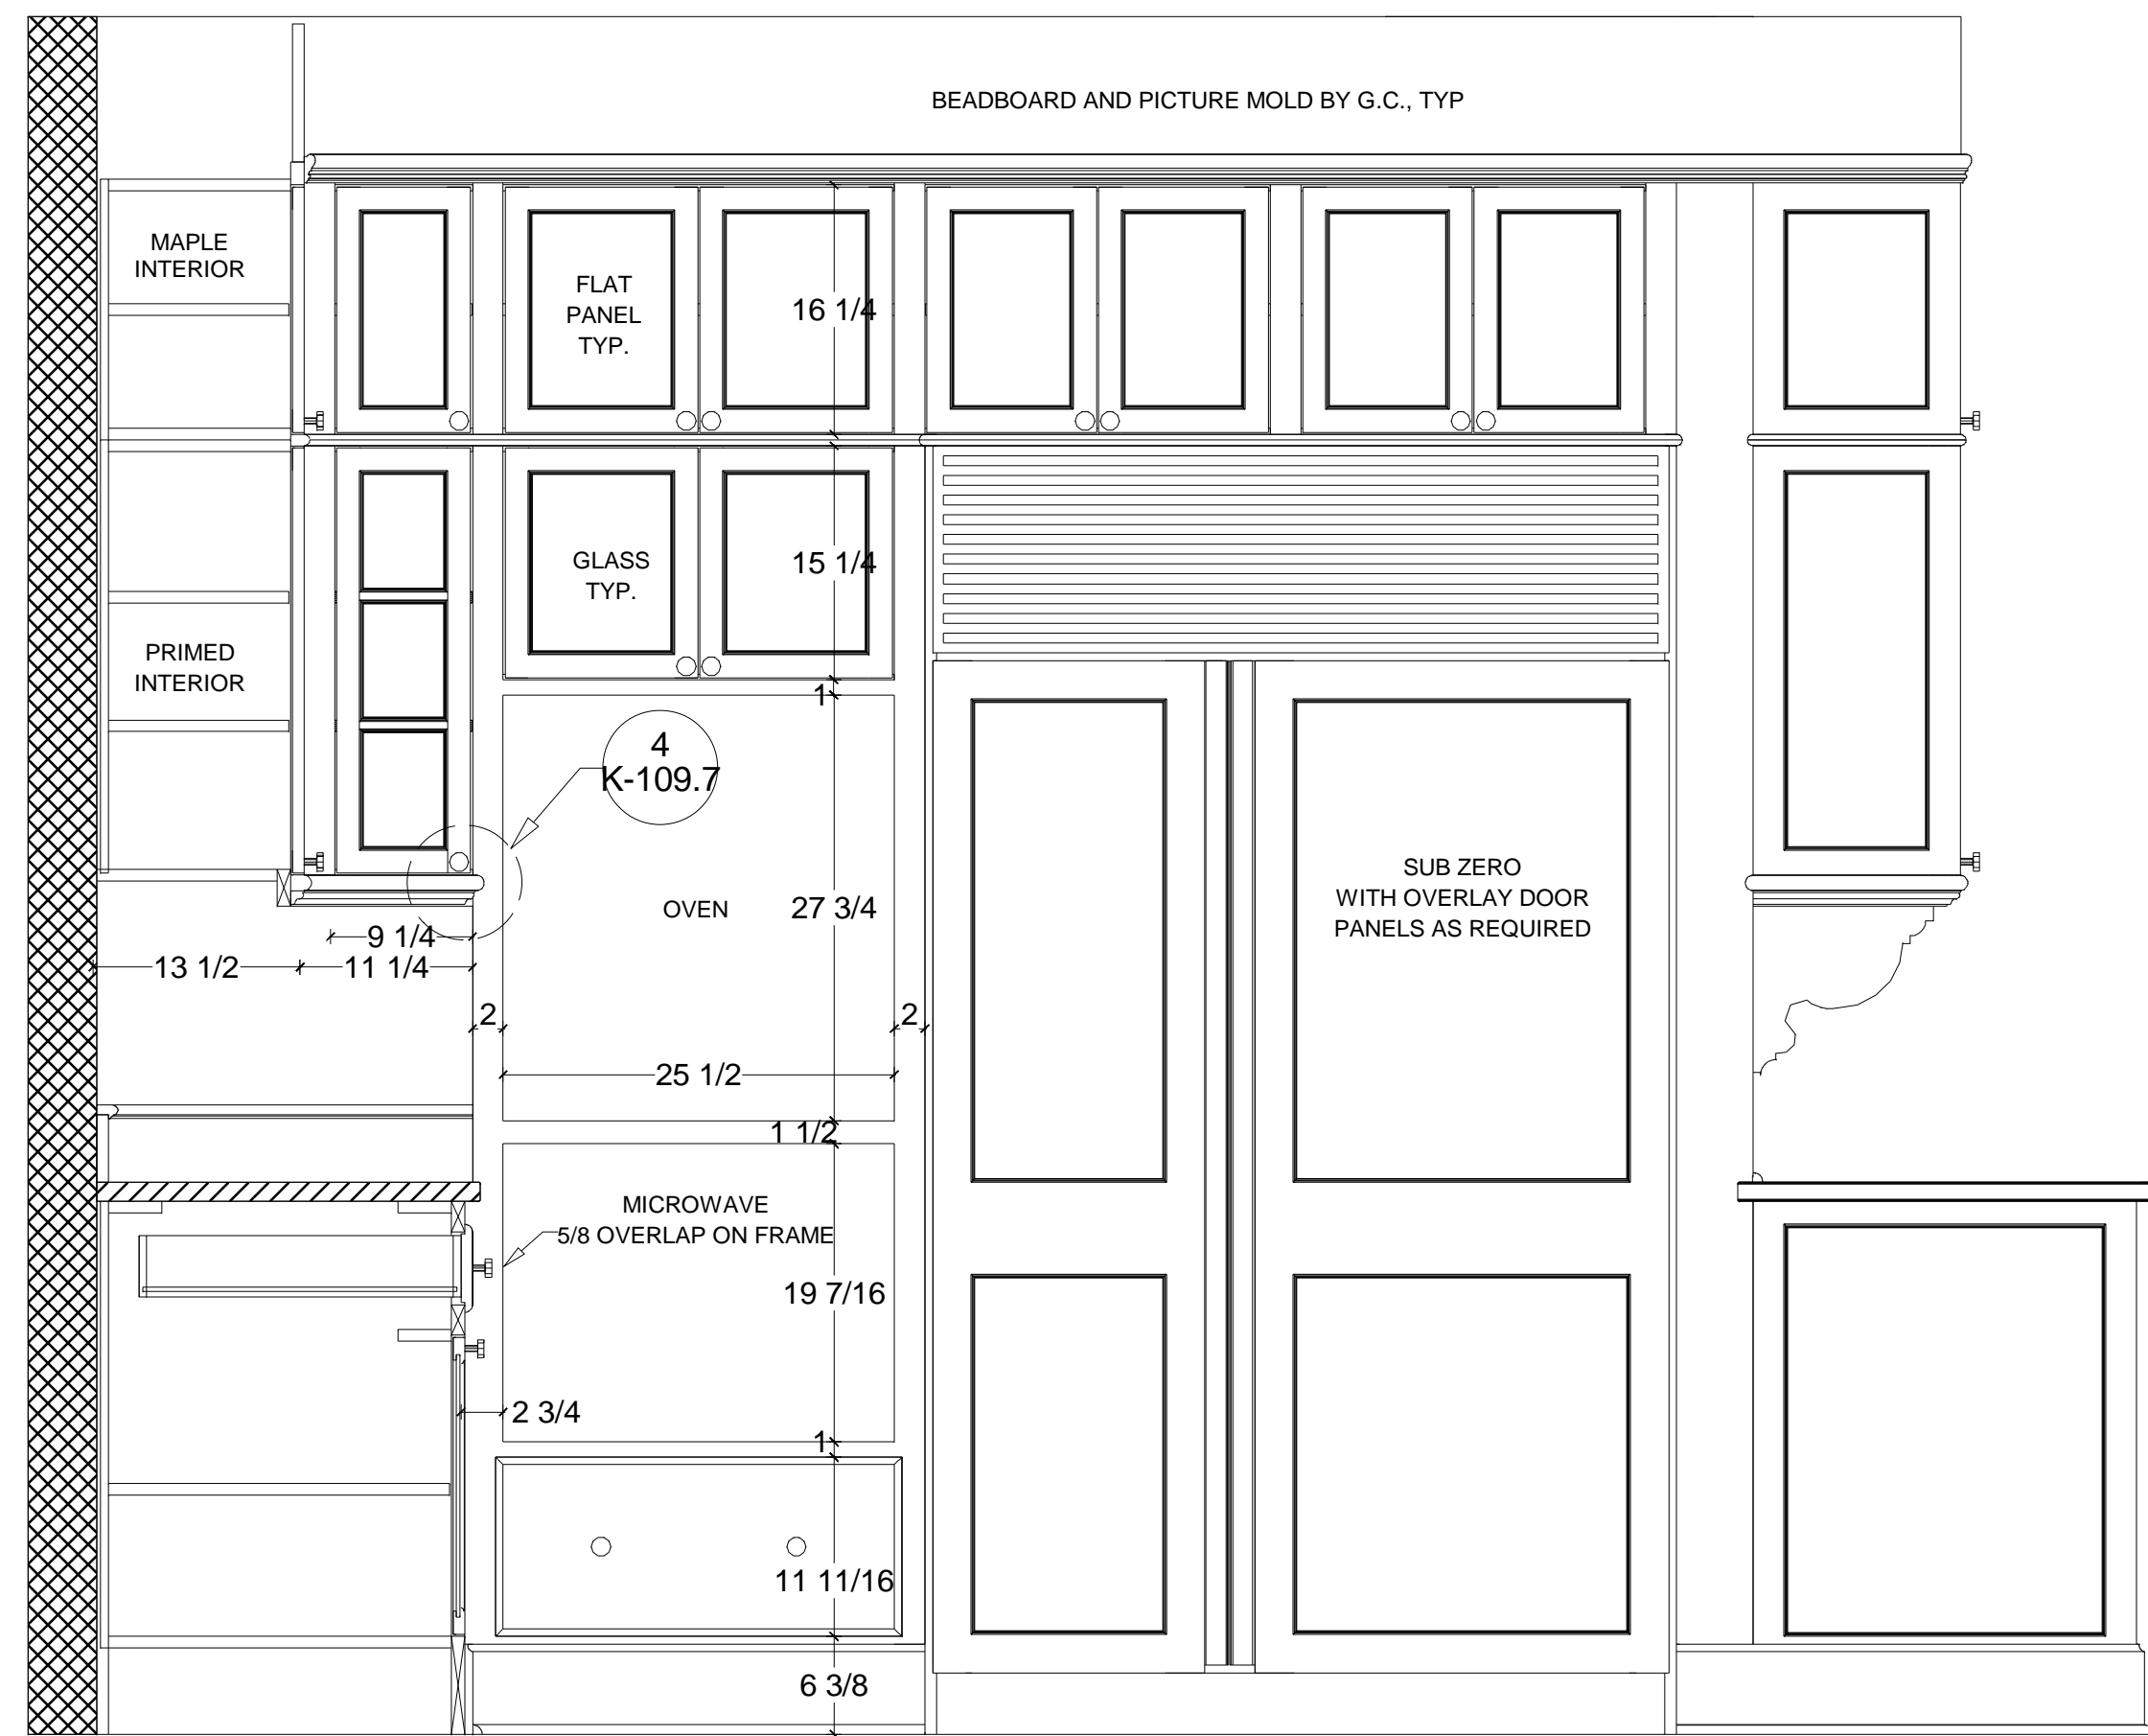 BEADBOARD AND PICTURE MOLD BY G.C., TYP
MAPLE
INTERIOR
FLAT
PANEL
TYP.
16 1/4
GLASS
TYP.
15 1/4
PRIMED
INTERIOR
1
4
K-109.7
SUB ZERO
WITH OVERLAY DOOR
PANELS AS REQUIRED
OVEN
27 3/4
9 1/4
13 1/2
11 1/4
2
2
25 1/2
1 1/2
MICROWAVE
5/8 OVERLAP ON FRAME
19 7/16
2 3/4
1
11 11/16
6 3/8